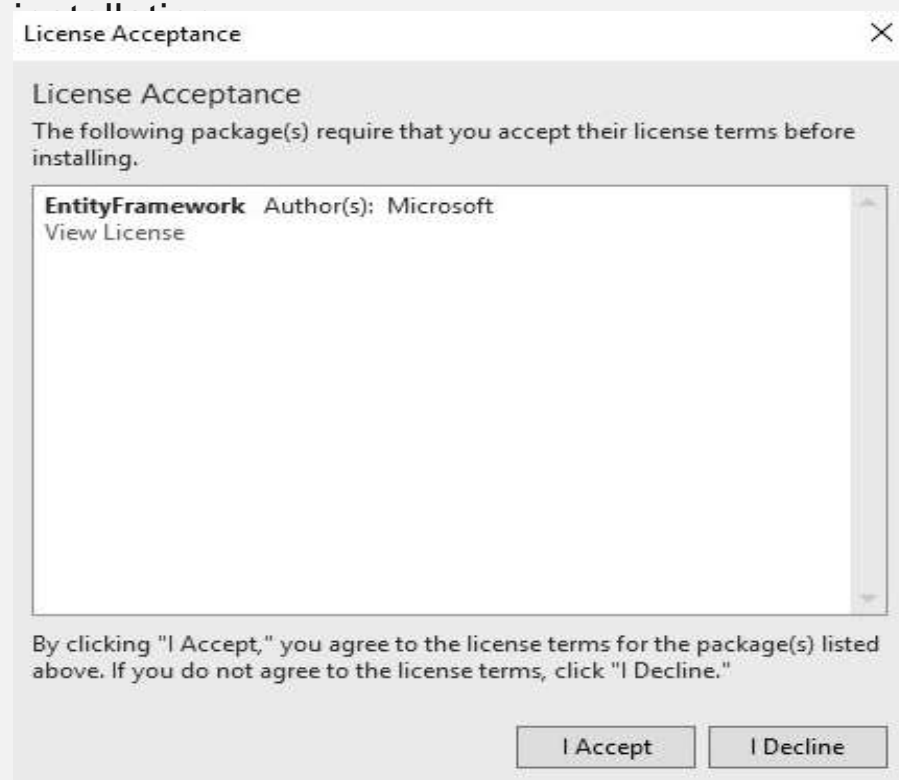 License Acceptance
License Acceptance
The following package(s) require that you accept their license terms before
installing.
EntityFramework Author(s): Microsoft
View License
By clicking "I Accept," you agree to the license terms for the package(s) listed
above. If you do not agree to the license terms, click "I Decline."
I Accept I Decline